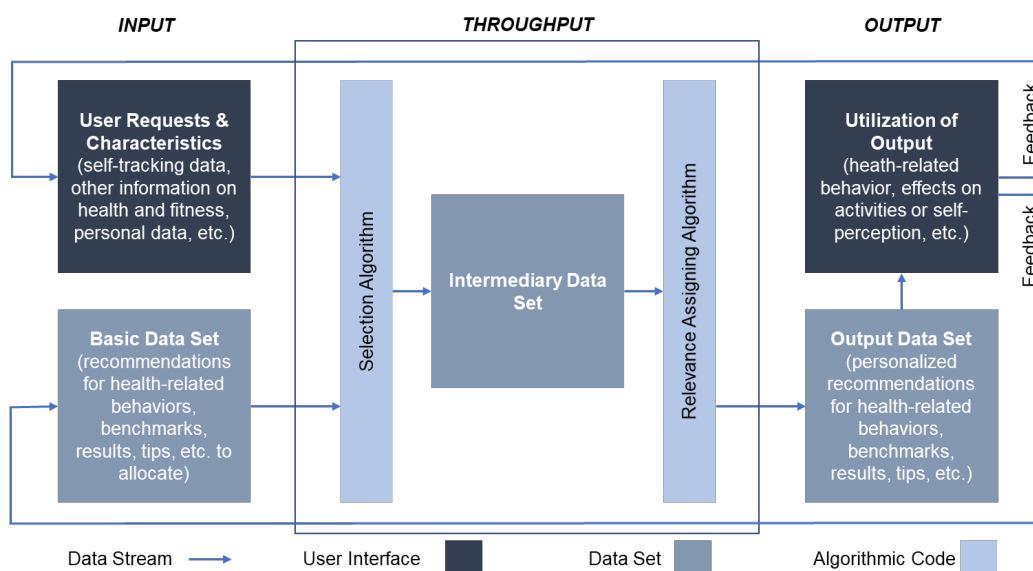 INPUT
THROUGHPUT
OUTPUT
User Requests &
Characteristics
(self-tracking data,
other information on
health and fitness,
personal data, etc.)
Basic Data Set
(recommendations
for health-related
behaviors,
benchmarks,
results, tips, etc. to
allocate)
Selection Algorithm
Intermediary Data
Set
Relevance Assigning Algorithm
Utilization of
Output
(heath-related
behavior, effects on
activities or self-
perception, etc.)
Output Data Set
(personalized
recommendations
for health-related
behaviors,
benchmarks,
results, tips, etc.)
Feedback
Feedback
Data Stream
User Interface
Data Set
Algorithmic Code